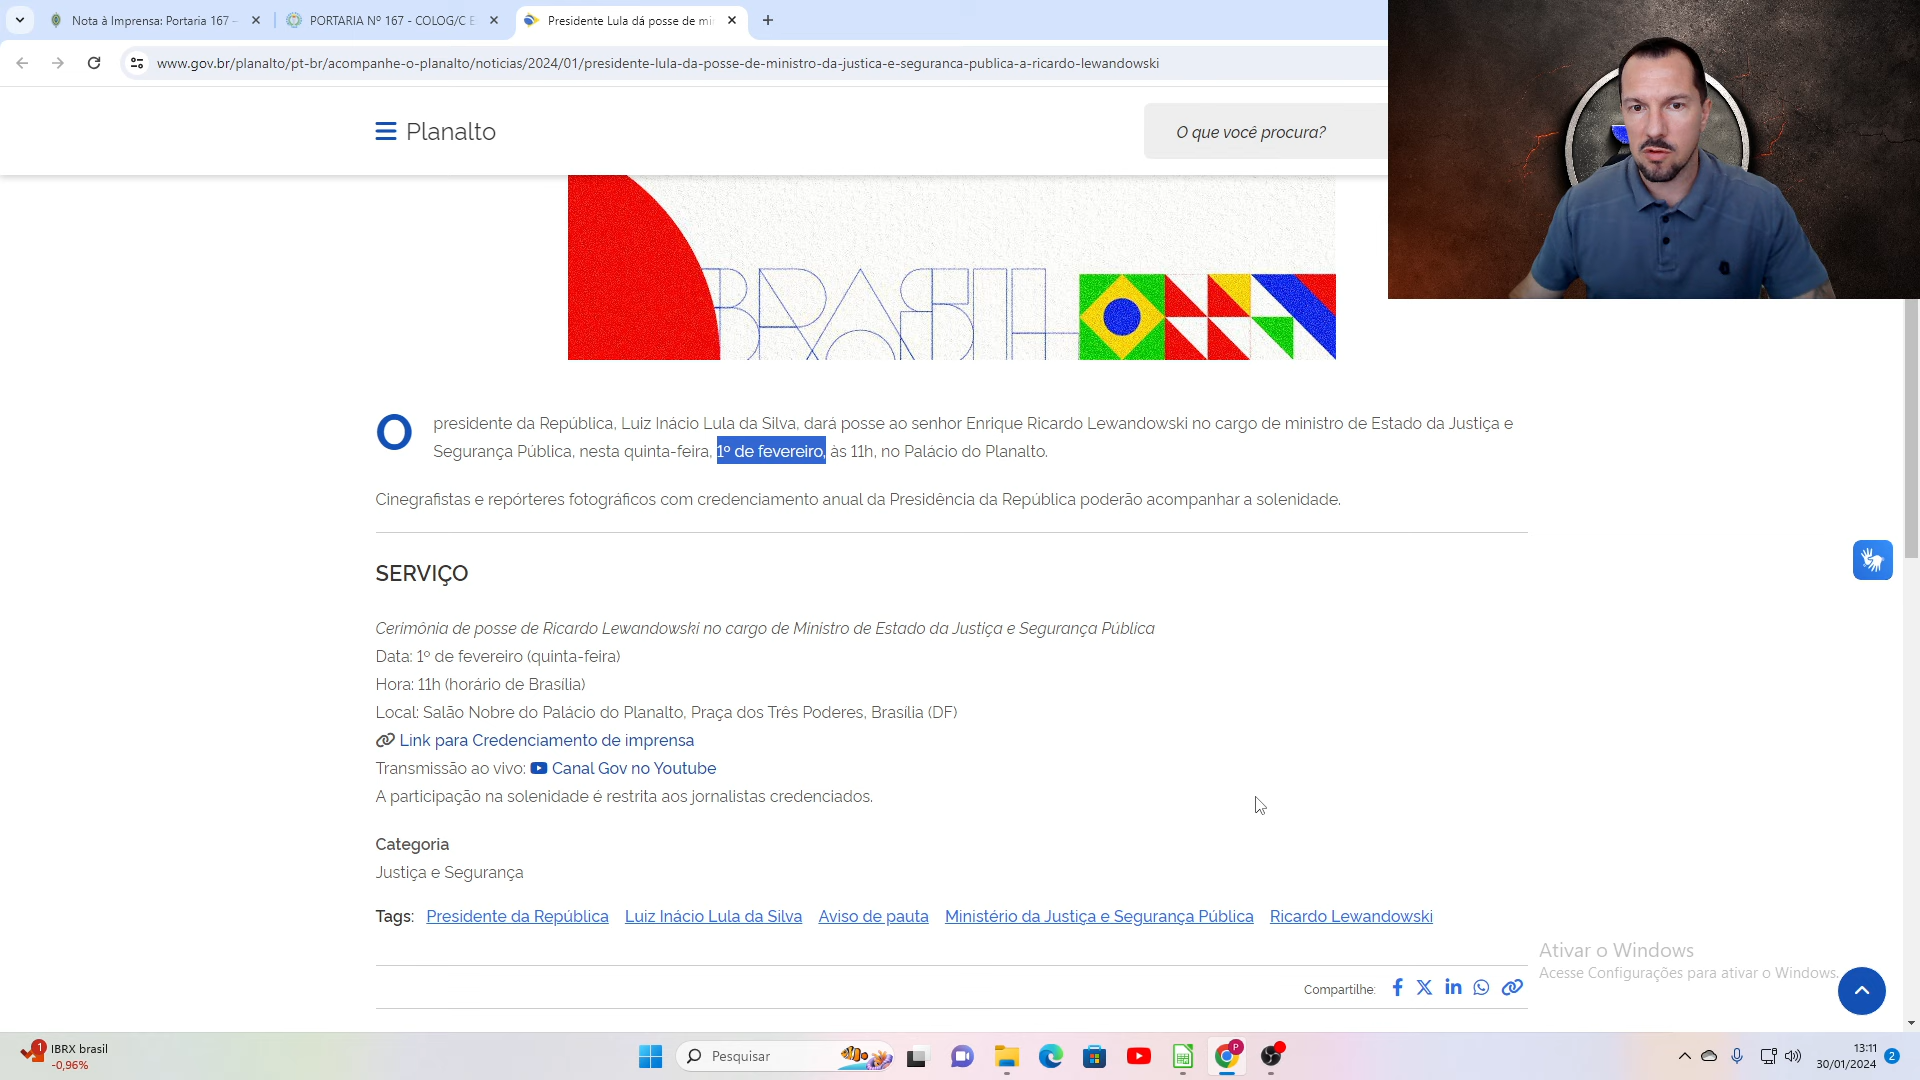 Nota à Imprensa: Portaria 167 -
PORTARIA Nº 167 - COLOG/C E
Presidente Lula dá posse de mi
www.gov.br/planalto/pt-br/acompanhe-o-planalto/noticias/2024/01/presidente-lula-da-posse-de-ministro-da-justica-e-seguranca-publica-a-ricardo-lewandowski
Planalto
O que você procura?
BRASIL
O presidente da República, Luiz Inácio Lula da Silva, dará posse ao senhor Enrique Ricardo Lewandowski no cargo de ministro de Estado da Justiça e
Segurança Pública, nesta quinta-feira, 1º de fevereiro, às 11h, no Palácio do Planalto.
Cinegrafistas e repórteres fotográficos com credenciamento anual da Presidência da República poderão acompanhar a solenidade.
SERVIÇO
Cerimônia de posse de Ricardo Lewandowski no cargo de Ministro de Estado da Justiça e Segurança Pública
Data: 1º de fevereiro (quinta-feira)
Hora: 11h (horário de Brasília)
Local: Salão Nobre do Palácio do Planalto, Praça dos Três Poderes, Brasília (DF)
Link para Credenciamento de imprensa
Transmissão ao vivo: Canal Gov no Youtube
A participação na solenidade é restrita aos jornalistas credenciados.
Categoria
Justiça e Segurança
Tags: Presidente da República Luiz Inácio Lula da Silva Aviso de pauta Ministério da Justiça e Segurança Pública Ricardo Lewandowski
Ativar o Windows
Acesse Configurações para ativar o Windows.
Compartilhe:
1
IBRX brasil
-0,96%
Pesquisar
P
13:11
30/01/2024
2